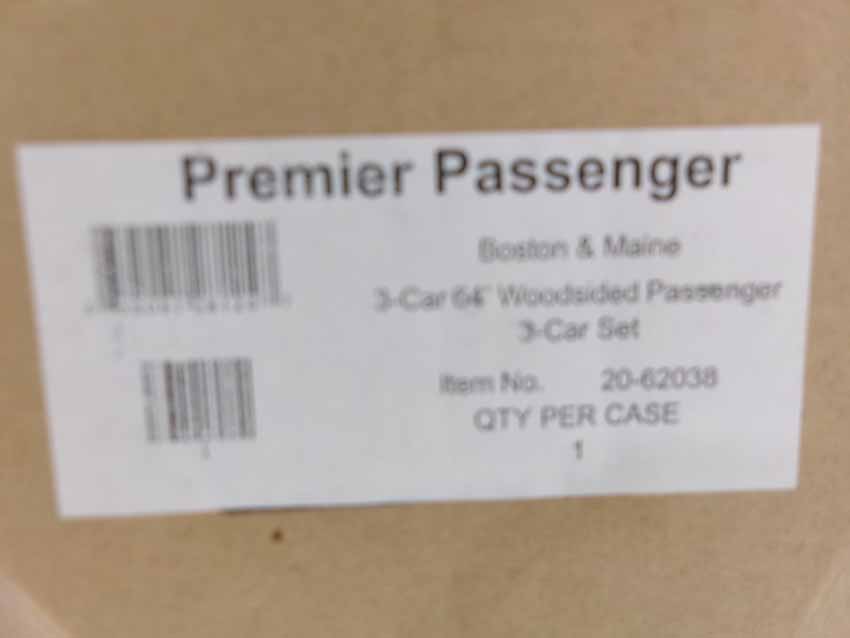 Premier Passenger
Boston & Maine
3-Car 64' Woodsided Passenger
3-Car Set
Item No. 20-62038
QTY PER CASE
1
1